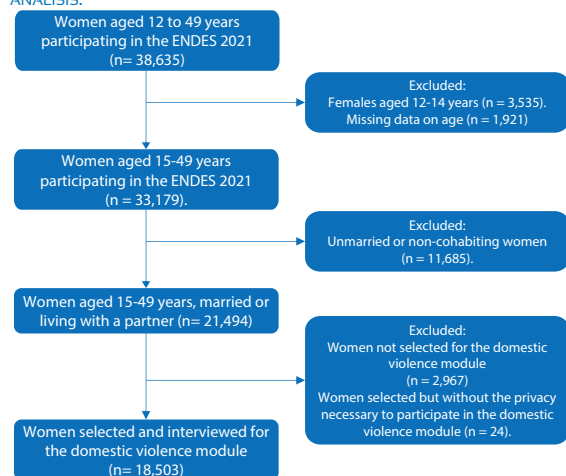 ANALYSIS.
Women aged 12 to 49 years
participating in the ENDES 2021
(n= 38,635)
Excluded:
Females aged 12-14 years (n = 3,535).
Missing data on age (n = 1,921)
Women aged 15-49 years
participating in the ENDES 2021
(n = 33,179).
Excluded:
Unmarried or non-cohabiting women
(n = 11,685).
Women aged 15-49 years, married or
living with a partner (n= 21,494)
Excluded:
Women not selected for the domestic
violence module
(n = 2,967)
Women selected but without the privacy
necessary to participate in the domestic
violence module (n = 24).
Women selected and interviewed for
the domestic violence module
(n= 18,503)